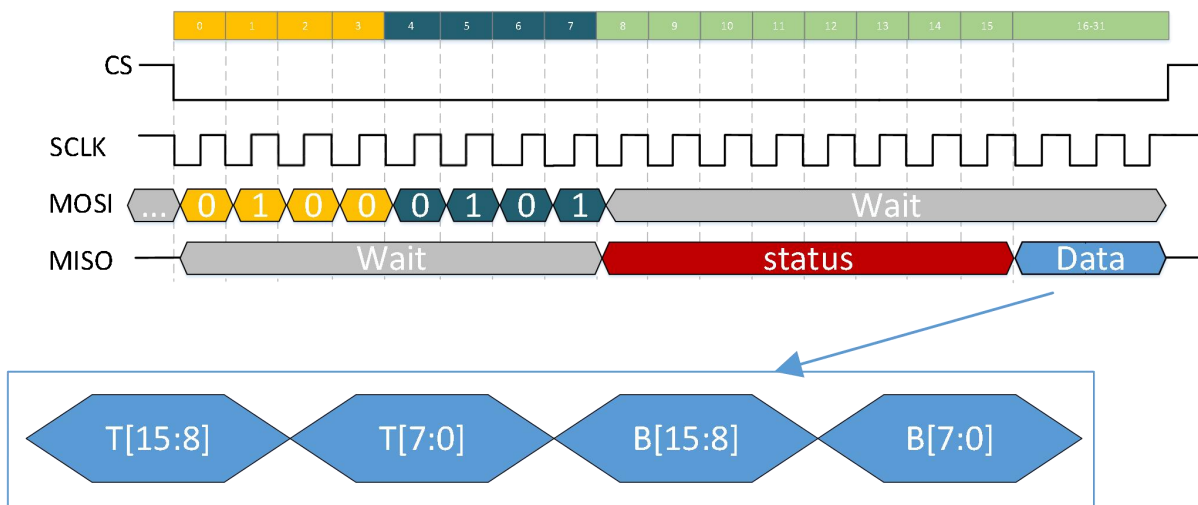 0 1 2 3 4 5 6 7 8 9 10 11 12 13 14 15 16-31
CS
SCLK
MOSI ... 0 1 0 0 0 1 0 1 Wait
MISO Wait status Data
T[15:8] T[7:0] B[15:8] B[7:0]